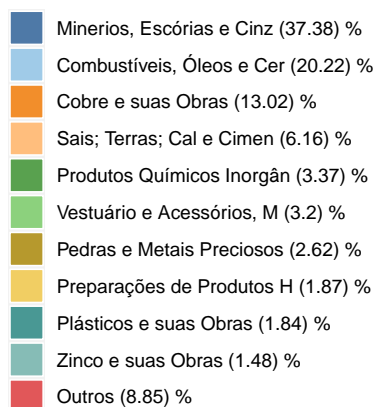 Minerios, Escórias e Cinz (37.38) %
Combustíveis, Óleos e Cer (20.22) %
Cobre e suas Obras (13.02) %
Sais; Terras; Cal e Cimen (6.16) %
Produtos Químicos Inorgân (3.37) %
Vestuário e Acessórios, M (3.2) %
Pedras e Metais Preciosos (2.62) %
Preparações de Produtos H (1.87) %
Plásticos e suas Obras (1.84) %
Zinco e suas Obras (1.48) %
Outros (8.85) %